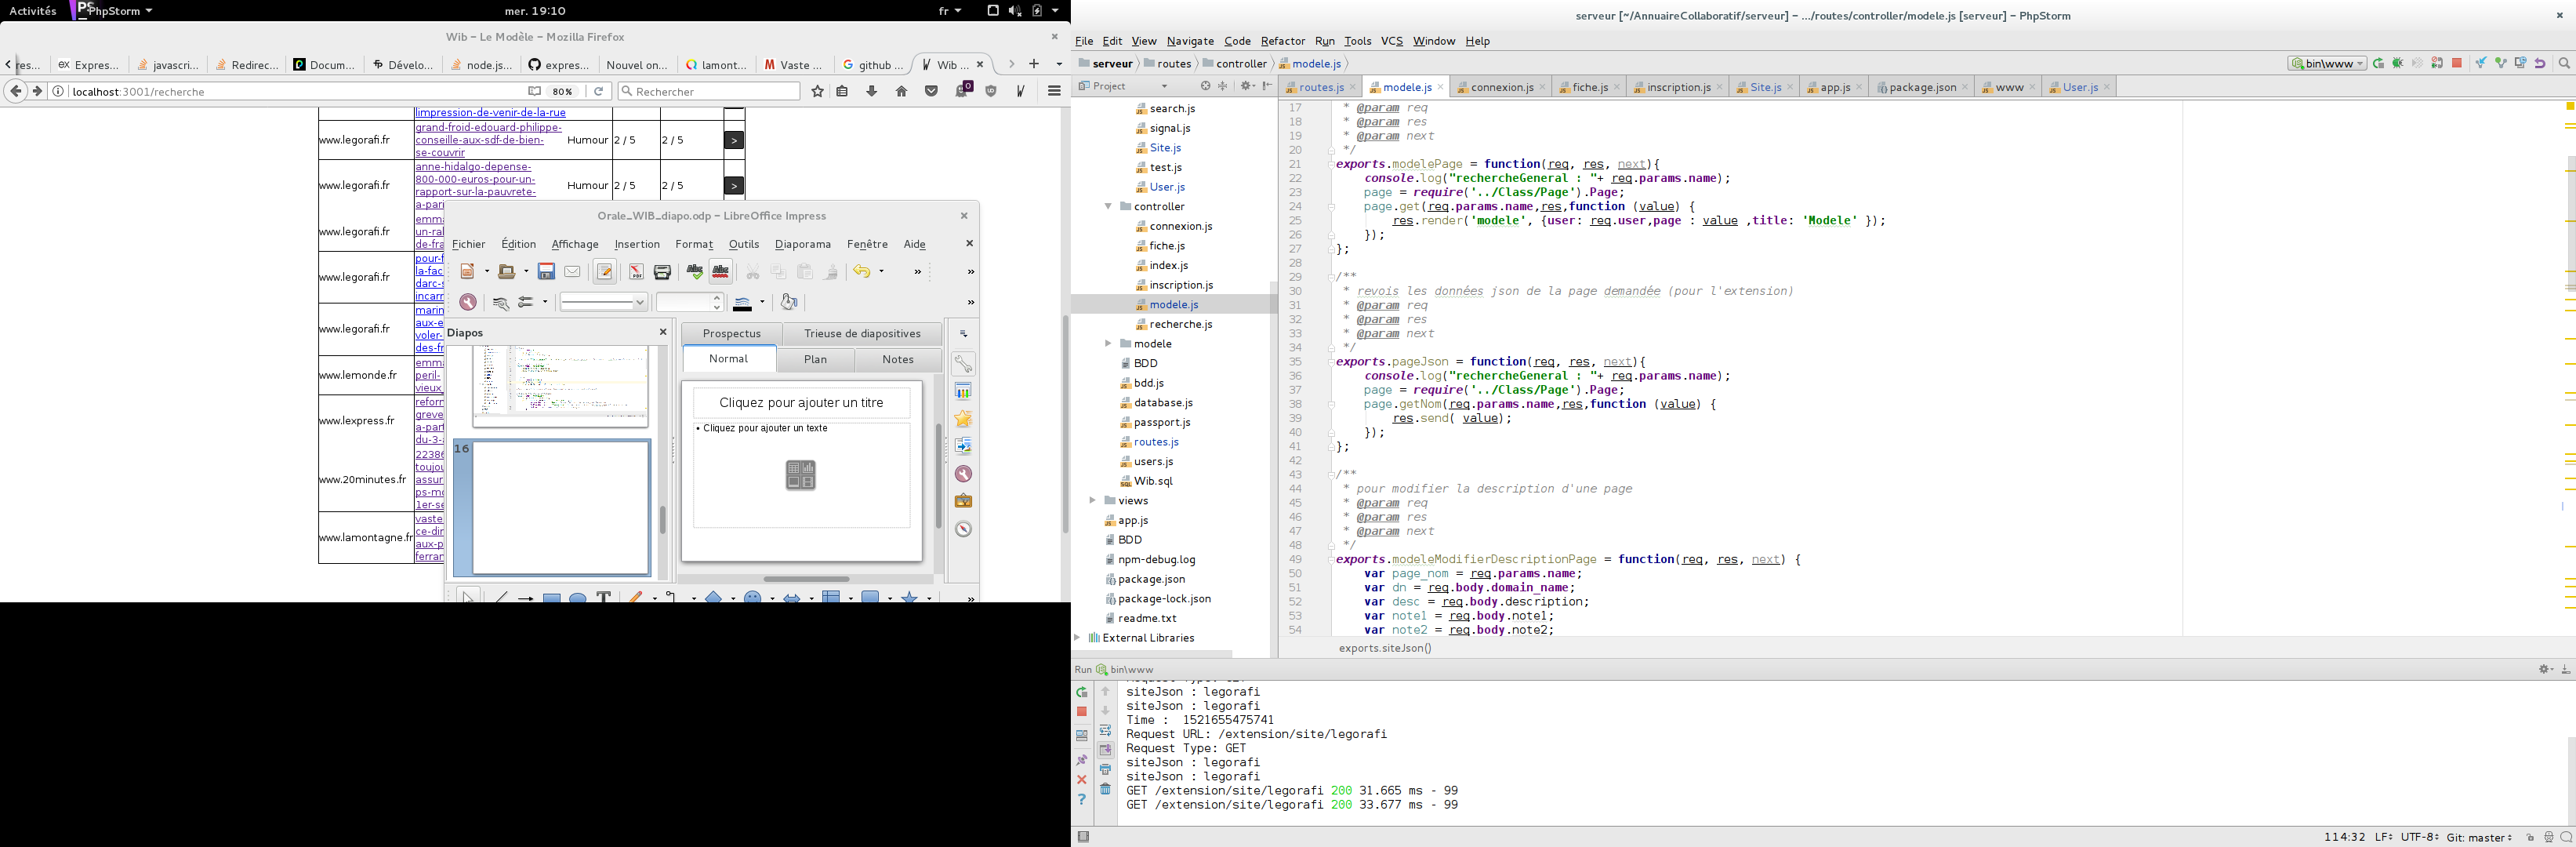 Activités
PhpStorm
mer. 19:10
fr
Wib – Le Modèle – Mozilla Firefox
res...
Expres...
javascri...
Redirec...
Docum...
Dévelo...
node.js...
expres...
Nouvel on...
lamont...
Vaste ...
github ...
Wib ...
localhost:3001/recherche
80%
Rechercher
limpression-de-venir-de-la-rue
www.legorafi.fr
grand-froid-edouard-philippe-
conseille-aux-sdf-de-bien-
se-couvrir
Humour
2 / 5
2 / 5
>
www.legorafi.fr
anne-hidalgo-depense-
800-000-euros-pour-un-
rapport-sur-la-pauvrete-
a-pari
Humour
2 / 5
2 / 5
>
www.legorafi.fr
emma
un-ral
de-fra
www.legorafi.fr
pour-f
la-fac
darc-s
incarn
www.legorafi.fr
marin
aux-e
voler-
des-fr
www.lemonde.fr
emma
peril-
vieux
www.lexpress.fr
reforn
greve
a-part
du-3-a
www.20minutes.fr
22386
toujou
assur
ps-mo
1er-se
www.lamontagne.fr
vaste
ce-dir
aux-p
ferran
Orale_WIB_diapo.odp – LibreOffice Impress
Fichier Édition Affichage Insertion Format Outils Diaporama Fenêtre Aide
Diapos
16
Prospectus
Trieuse de diapositives
Normal
Plan
Notes
Cliquez pour ajouter un titre
• Cliquez pour ajouter un texte
serveur [~/AnnuaireCollaboratif/serveur] – .../routes/controller/modele.js [serveur] – PhpStorm
File Edit View Navigate Code Refactor Run Tools VCS Window Help
serveur
routes
controller
modele.js
bin\www
Project
routes.js
modele.js
connexion.js
fiche.js
inscription.js
Site.js
app.js
package.json
www
User.js
search.js
signal.js
Site.js
test.js
User.js
controller
connexion.js
fiche.js
index.js
inscription.js
modele.js
recherche.js
modele
BDD
bdd.js
database.js
passport.js
routes.js
users.js
Wib.sql
views
app.js
BDD
npm-debug.log
package.json
package-lock.json
readme.txt
External Libraries
17 * @param req
18 * @param res
19 * @param next
20 */
21 exports.modelePage = function(req, res, next){
22 console.log("rechercheGeneral : "+ req.params.name);
23 page = require('../Class/Page').Page;
24 page.get(req.params.name,res,function (value) {
25 res.render('modele', {user: req.user,page : value ,title: 'Modele' });
26 });
27 };
28
29 /**
30 * revois les données json de la page demandée (pour l'extension)
31 * @param req
32 * @param res
33 * @param next
34 */
35 exports.pageJson = function(req, res, next){
36 console.log("rechercheGeneral : "+ req.params.name);
37 page = require('../Class/Page').Page;
38 page.getNom(req.params.name,res,function (value) {
39 res.send( value);
40 });
41 };
42
43 /**
44 * pour modifier la description d'une page
45 * @param req
46 * @param res
47 * @param next
48 */
49 exports.modeleModifierDescriptionPage = function(req, res, next) {
50 var page_nom = req.params.name;
51 var dn = req.body.domain_name;
52 var desc = req.body.description;
53 var note1 = req.body.note1;
54 var note2 = req.body.note2;
exports.siteJson()
Run bin\www
siteJson : legorafi
siteJson : legorafi
Time :  1521655475741
Request URL: /extension/site/legorafi
Request Type: GET
siteJson : legorafi
siteJson : legorafi
GET /extension/site/legorafi 200 31.665 ms - 99
GET /extension/site/legorafi 200 33.677 ms - 99
114:32 LF UTF-8 Git: master